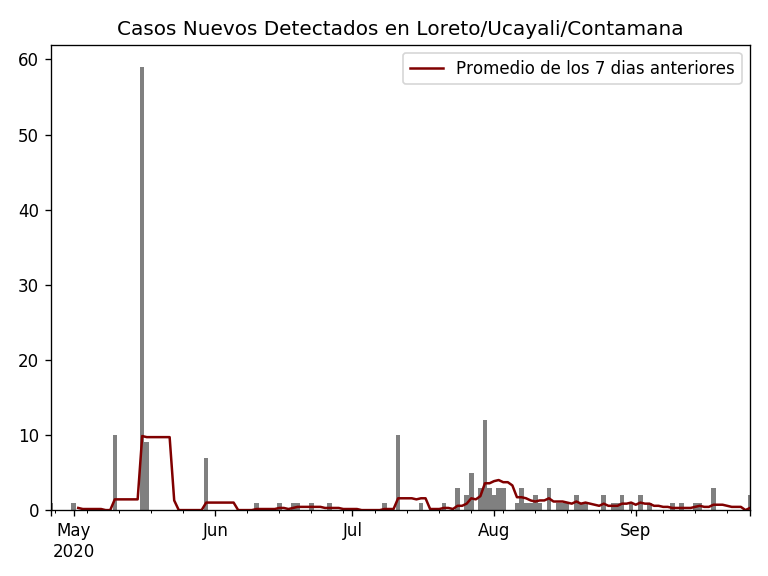 Casos Nuevos Detectados en Loreto/Ucayali/Contamana
Promedio de los 7 dias anteriores
60
50
40
30
20
10
0
May Jun Jul Aug Sep
2020